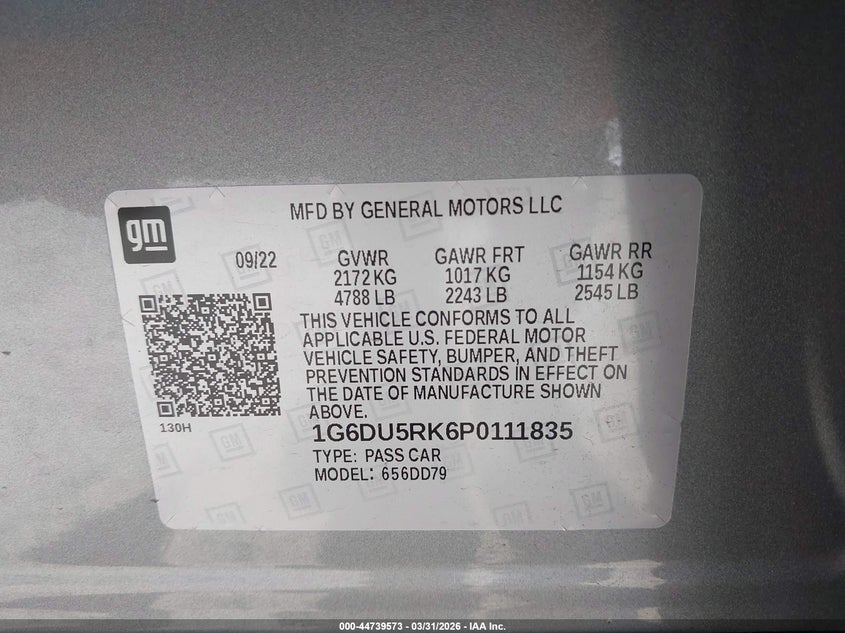 gm
MFD BY GENERAL MOTORS LLC
09/22 GVWR GAWR FRT GAWR RR
2172 KG 1017 KG 1154 KG
4788 LB 2243 LB 2545 LB
THIS VEHICLE CONFORMS TO ALL
APPLICABLE U.S. FEDERAL MOTOR
VEHICLE SAFETY, BUMPER, AND THEFT
PREVENTION STANDARDS IN EFFECT ON
THE DATE OF MANUFACTURE SHOWN
ABOVE.
130H
1G6DU5RK6P0111835
TYPE: PASS CAR
MODEL: 656DD79
000-44739573 - 03/31/2026 - IAA Inc.